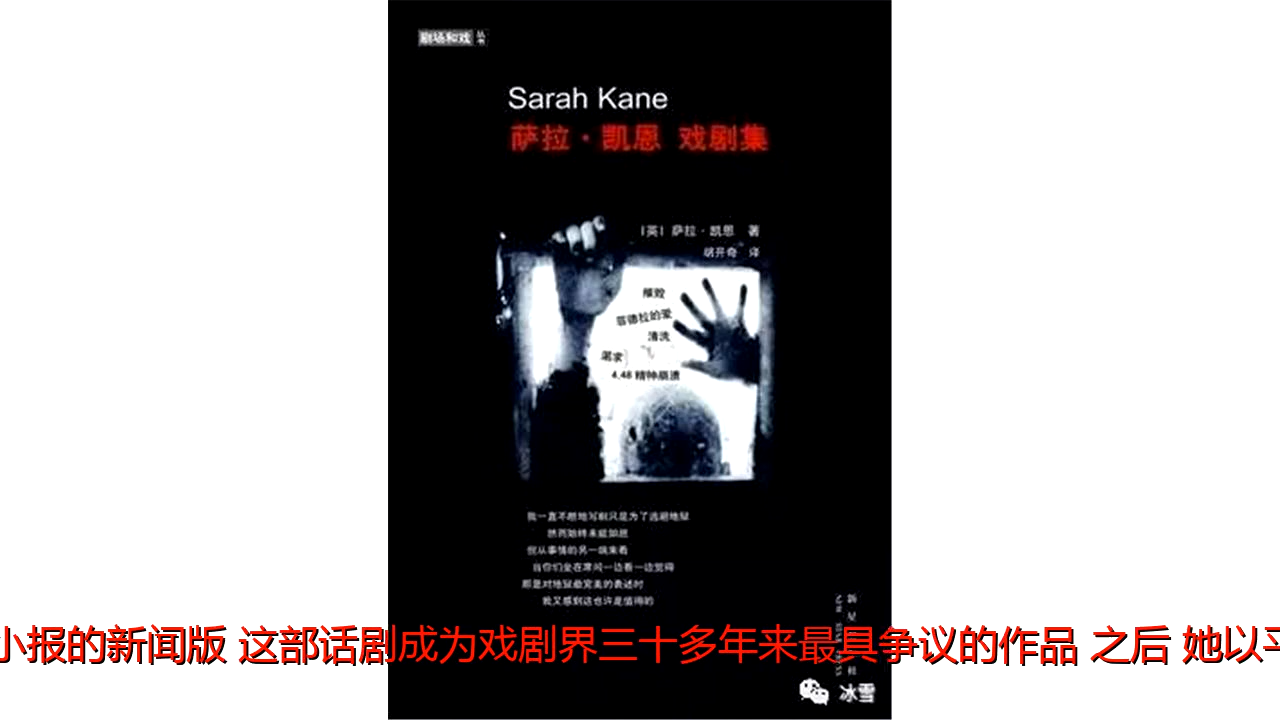 剧场和戏 丛书
Sarah Kane
萨拉·凯恩 戏剧集
[英] 萨拉·凯恩 著
胡开奇 译
摧毁
菲德拉的爱
清洗
渴求
4.48 精神崩溃
我一直不断地写剧只是为了逃避地狱
然而始终未能如愿
但从事情的另一端来看
当你们坐在席间一边看一边觉得
那是对地狱最完美的表述时
我又感到这也许是值得的
小报的新闻版 这部话剧成为戏剧界三十多年来最具争议的作品 之后 她以平
冰雪